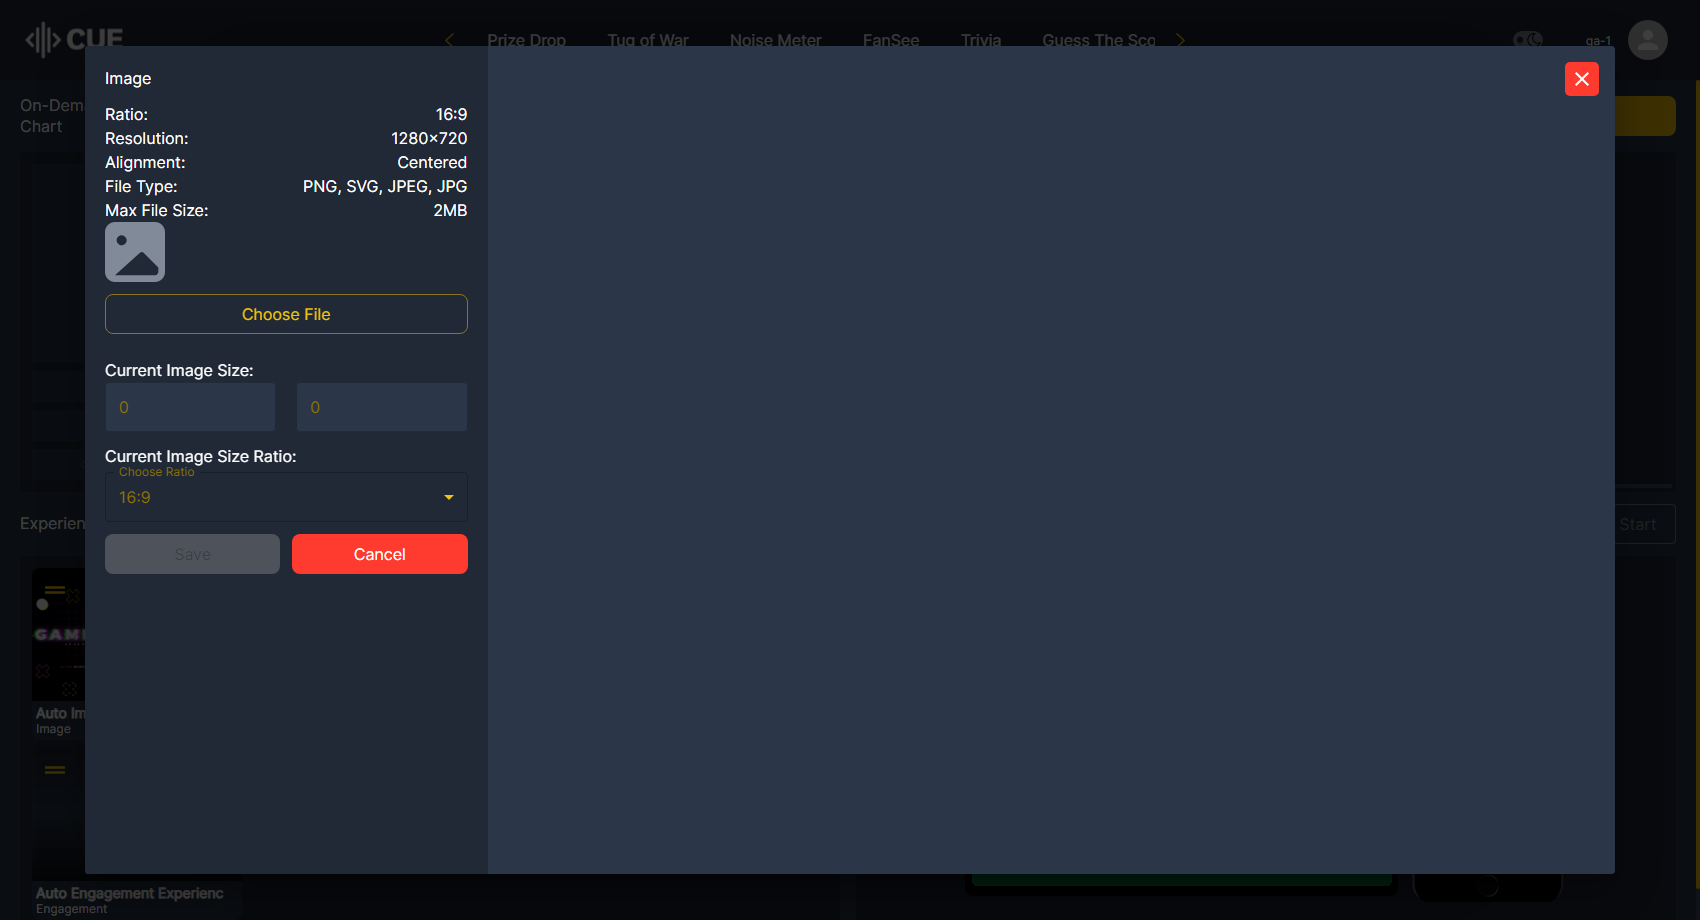 CUE
Prize Drop
Tug of War
Noise Meter
FanSee
Trivia
Guess The Sco
qa-1
On-Dem
Chart
Image
Ratio: 16:9
Resolution: 1280×720
Alignment: Centered
File Type: PNG, SVG, JPEG, JPG
Max File Size: 2MB
Choose File
Current Image Size:
0 0
Current Image Size Ratio:
Choose Ratio
16:9
Save Cancel
Experien
Start
GAM
Auto Im
Image
Auto Engagement Experienc
Engagement